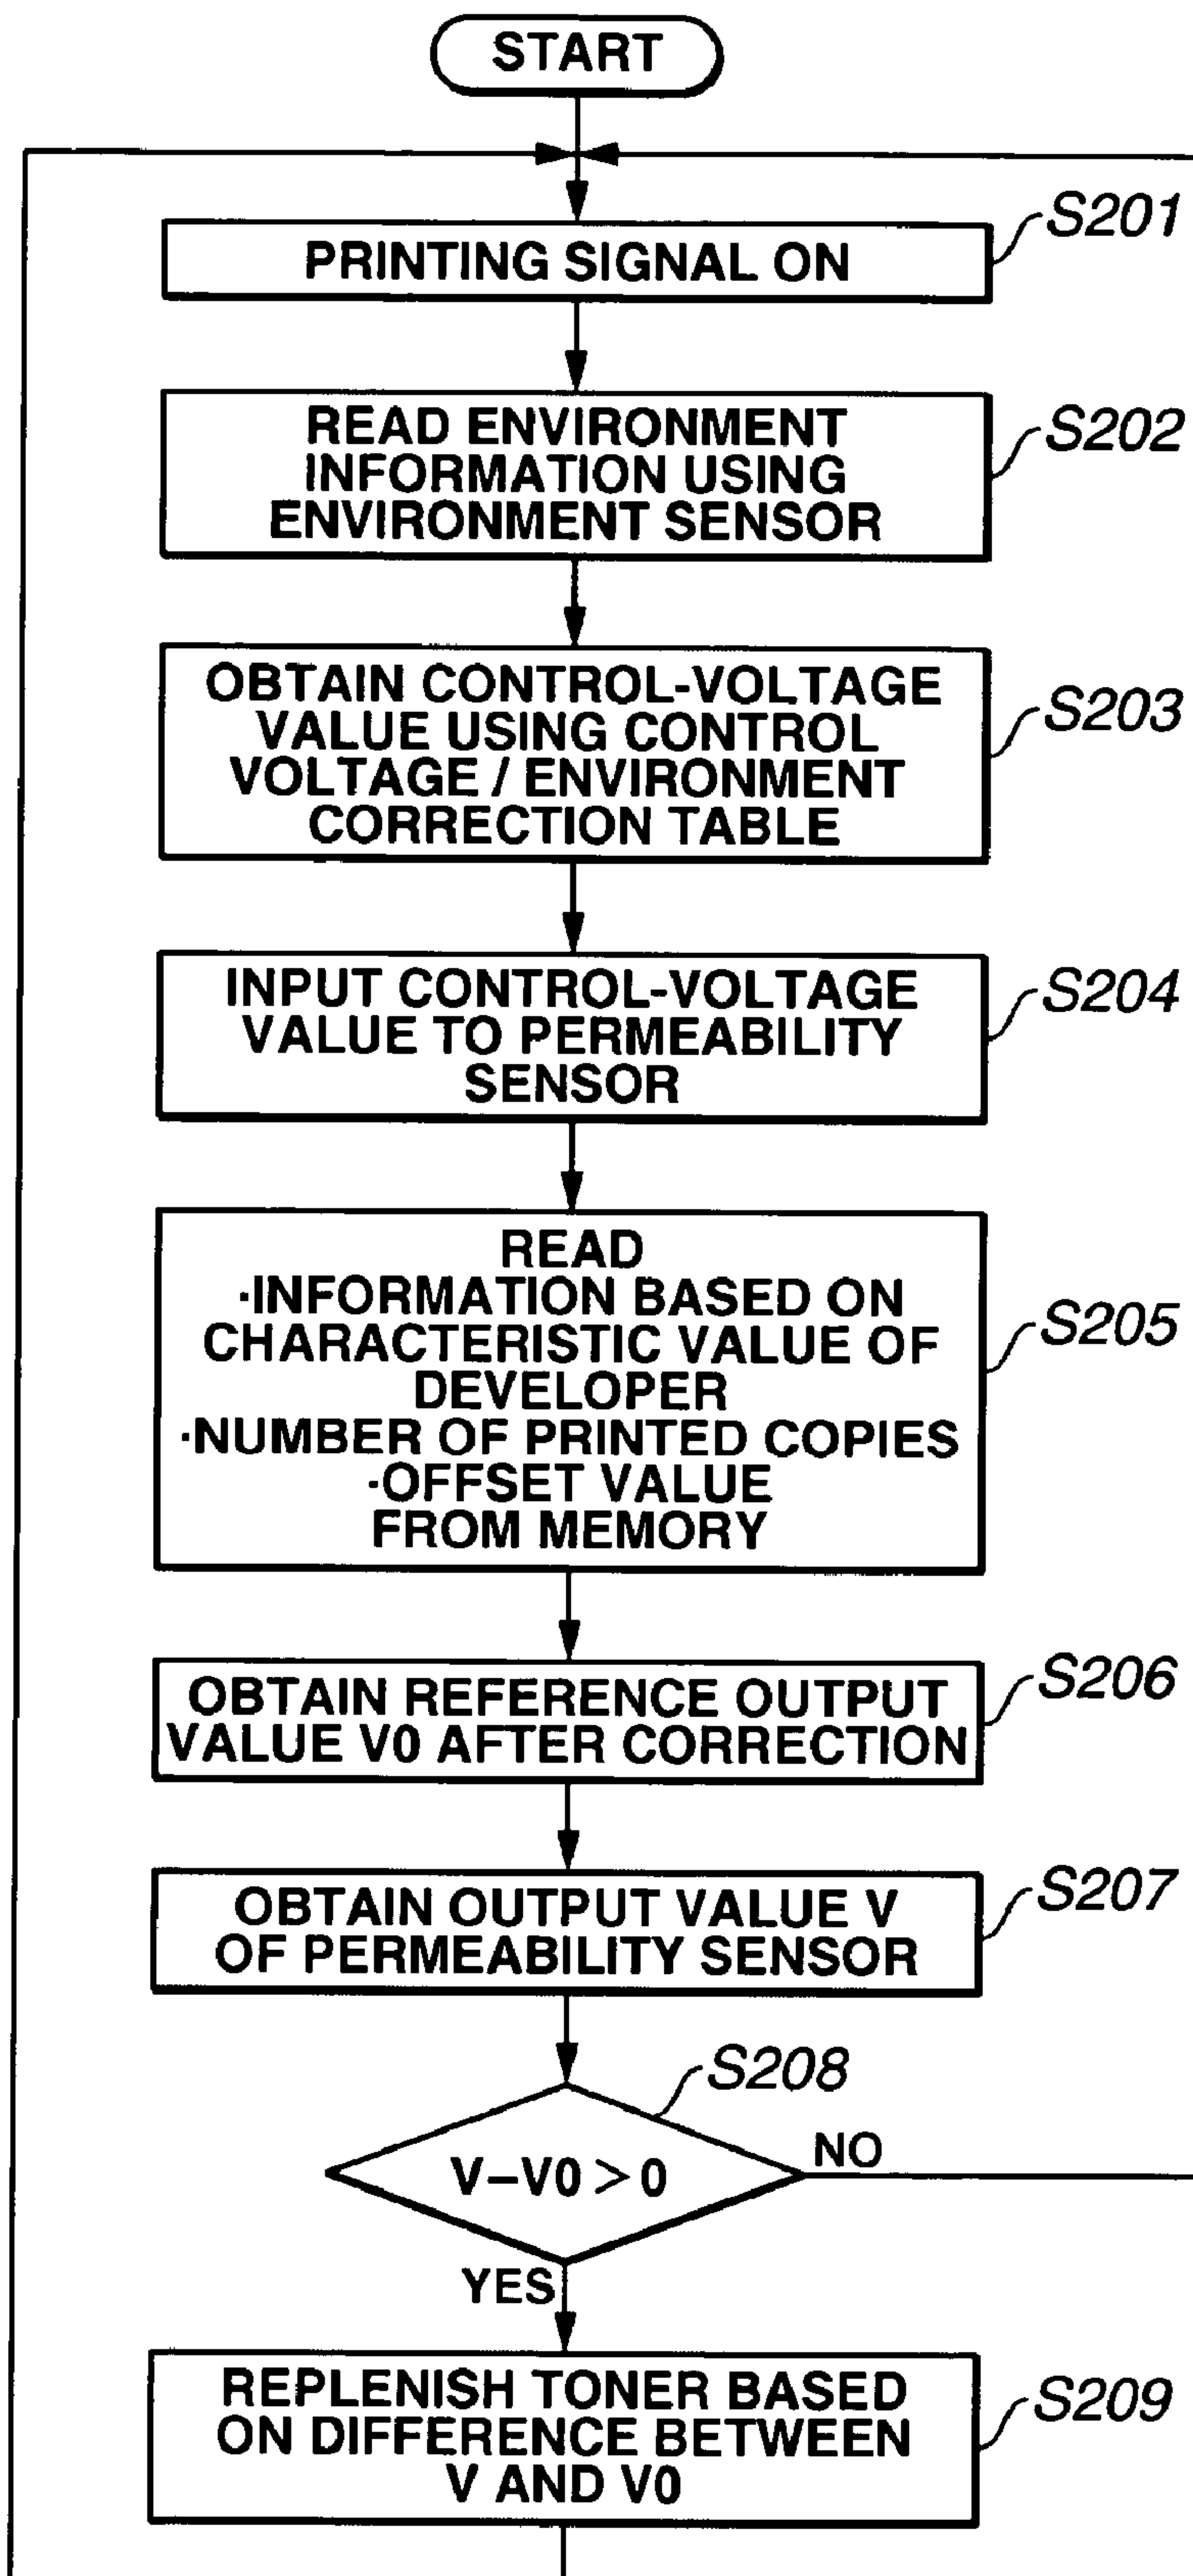 START
S201
PRINTING SIGNAL ON
S202
READ ENVIRONMENT
INFORMATION USING
ENVIRONMENT SENSOR
S203
OBTAIN CONTROL-VOLTAGE
VALUE USING CONTROL
VOLTAGE / ENVIRONMENT
CORRECTION TABLE
S204
INPUT CONTROL-VOLTAGE
VALUE TO PERMEABILITY
SENSOR
S205
READ
·INFORMATION BASED ON
CHARACTERISTIC VALUE OF
DEVELOPER
·NUMBER OF PRINTED COPIES
·OFFSET VALUE
FROM MEMORY
S206
OBTAIN REFERENCE OUTPUT
VALUE V0 AFTER CORRECTION
S207
OBTAIN OUTPUT VALUE V
OF PERMEABILITY SENSOR
S208
V–V0 > 0
NO
YES
S209
REPLENISH TONER BASED
ON DIFFERENCE BETWEEN
V AND V0